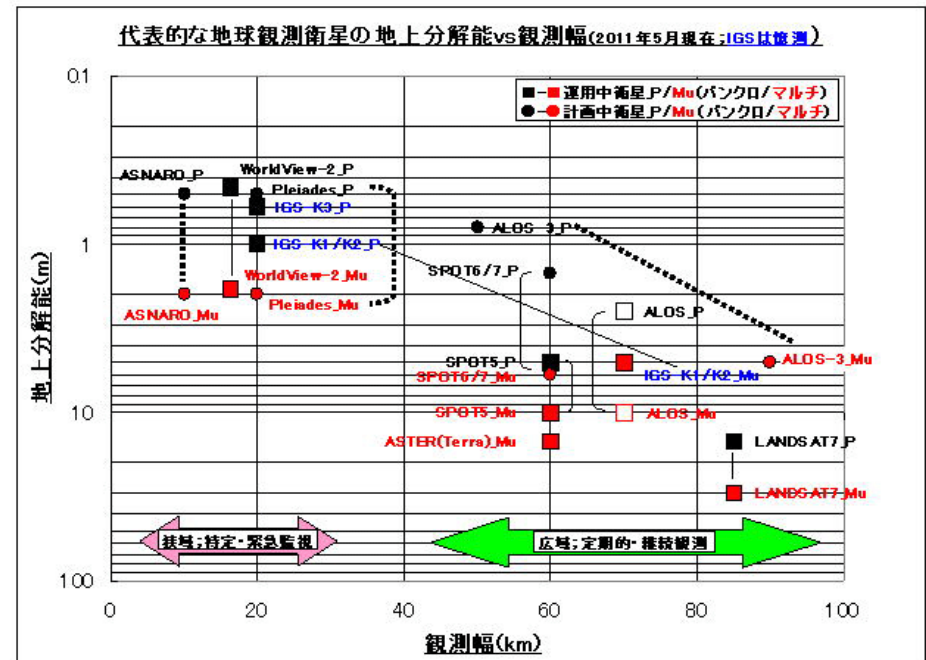 代表的な地球観測衛星の地上分解能vs観測幅(2011年5月現在;IGSは憶測)
0.1
■-■運用中衛星_P/Mu(パンクロ/マルチ)
●-●計画中衛星_P/Mu(パンクロ/マルチ)
WorldView-2_P
ASNARO_P
Pleiades_P
IGS-K3_P
ALOS-3_P
1
IGS-K1/K2_P
SPOT6/7_P
WorldView-2_Mu
Pleiades_Mu
ASNARO_Mu
ALOS_P
地上分解能(m)
SPOT5_P
ALOS-3_Mu
SPOT6/7_Mu
IGS-K1/K2_Mu
10
SPOT5_Mu
ALOS_Mu
ASTER(Terra)_Mu
LANDSAT7_P
LANDSAT7_Mu
狭域;特定・緊急監視
広域;定期的・継続観測
100
0 20 40 60 80 100
観測幅(km)